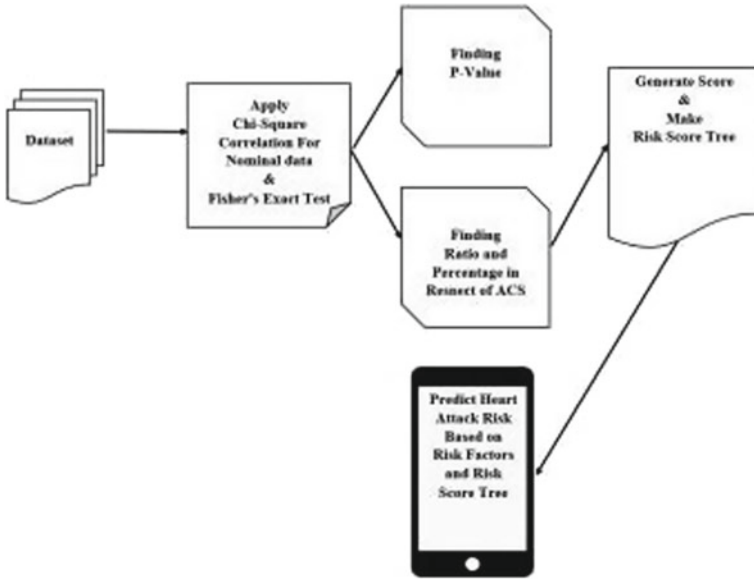 Dataset
Apply
Chi-Square
Correlation For
Nominal data
&
Fisher's Exact Test
Finding
P-Value
Finding
Ratio and
Percentage in
Resnect of ACS
Generate Score
&
Make
Risk Score Tree
Predict Heart
Attack Risk
Based on
Risk Factors
and Risk
Score Tree